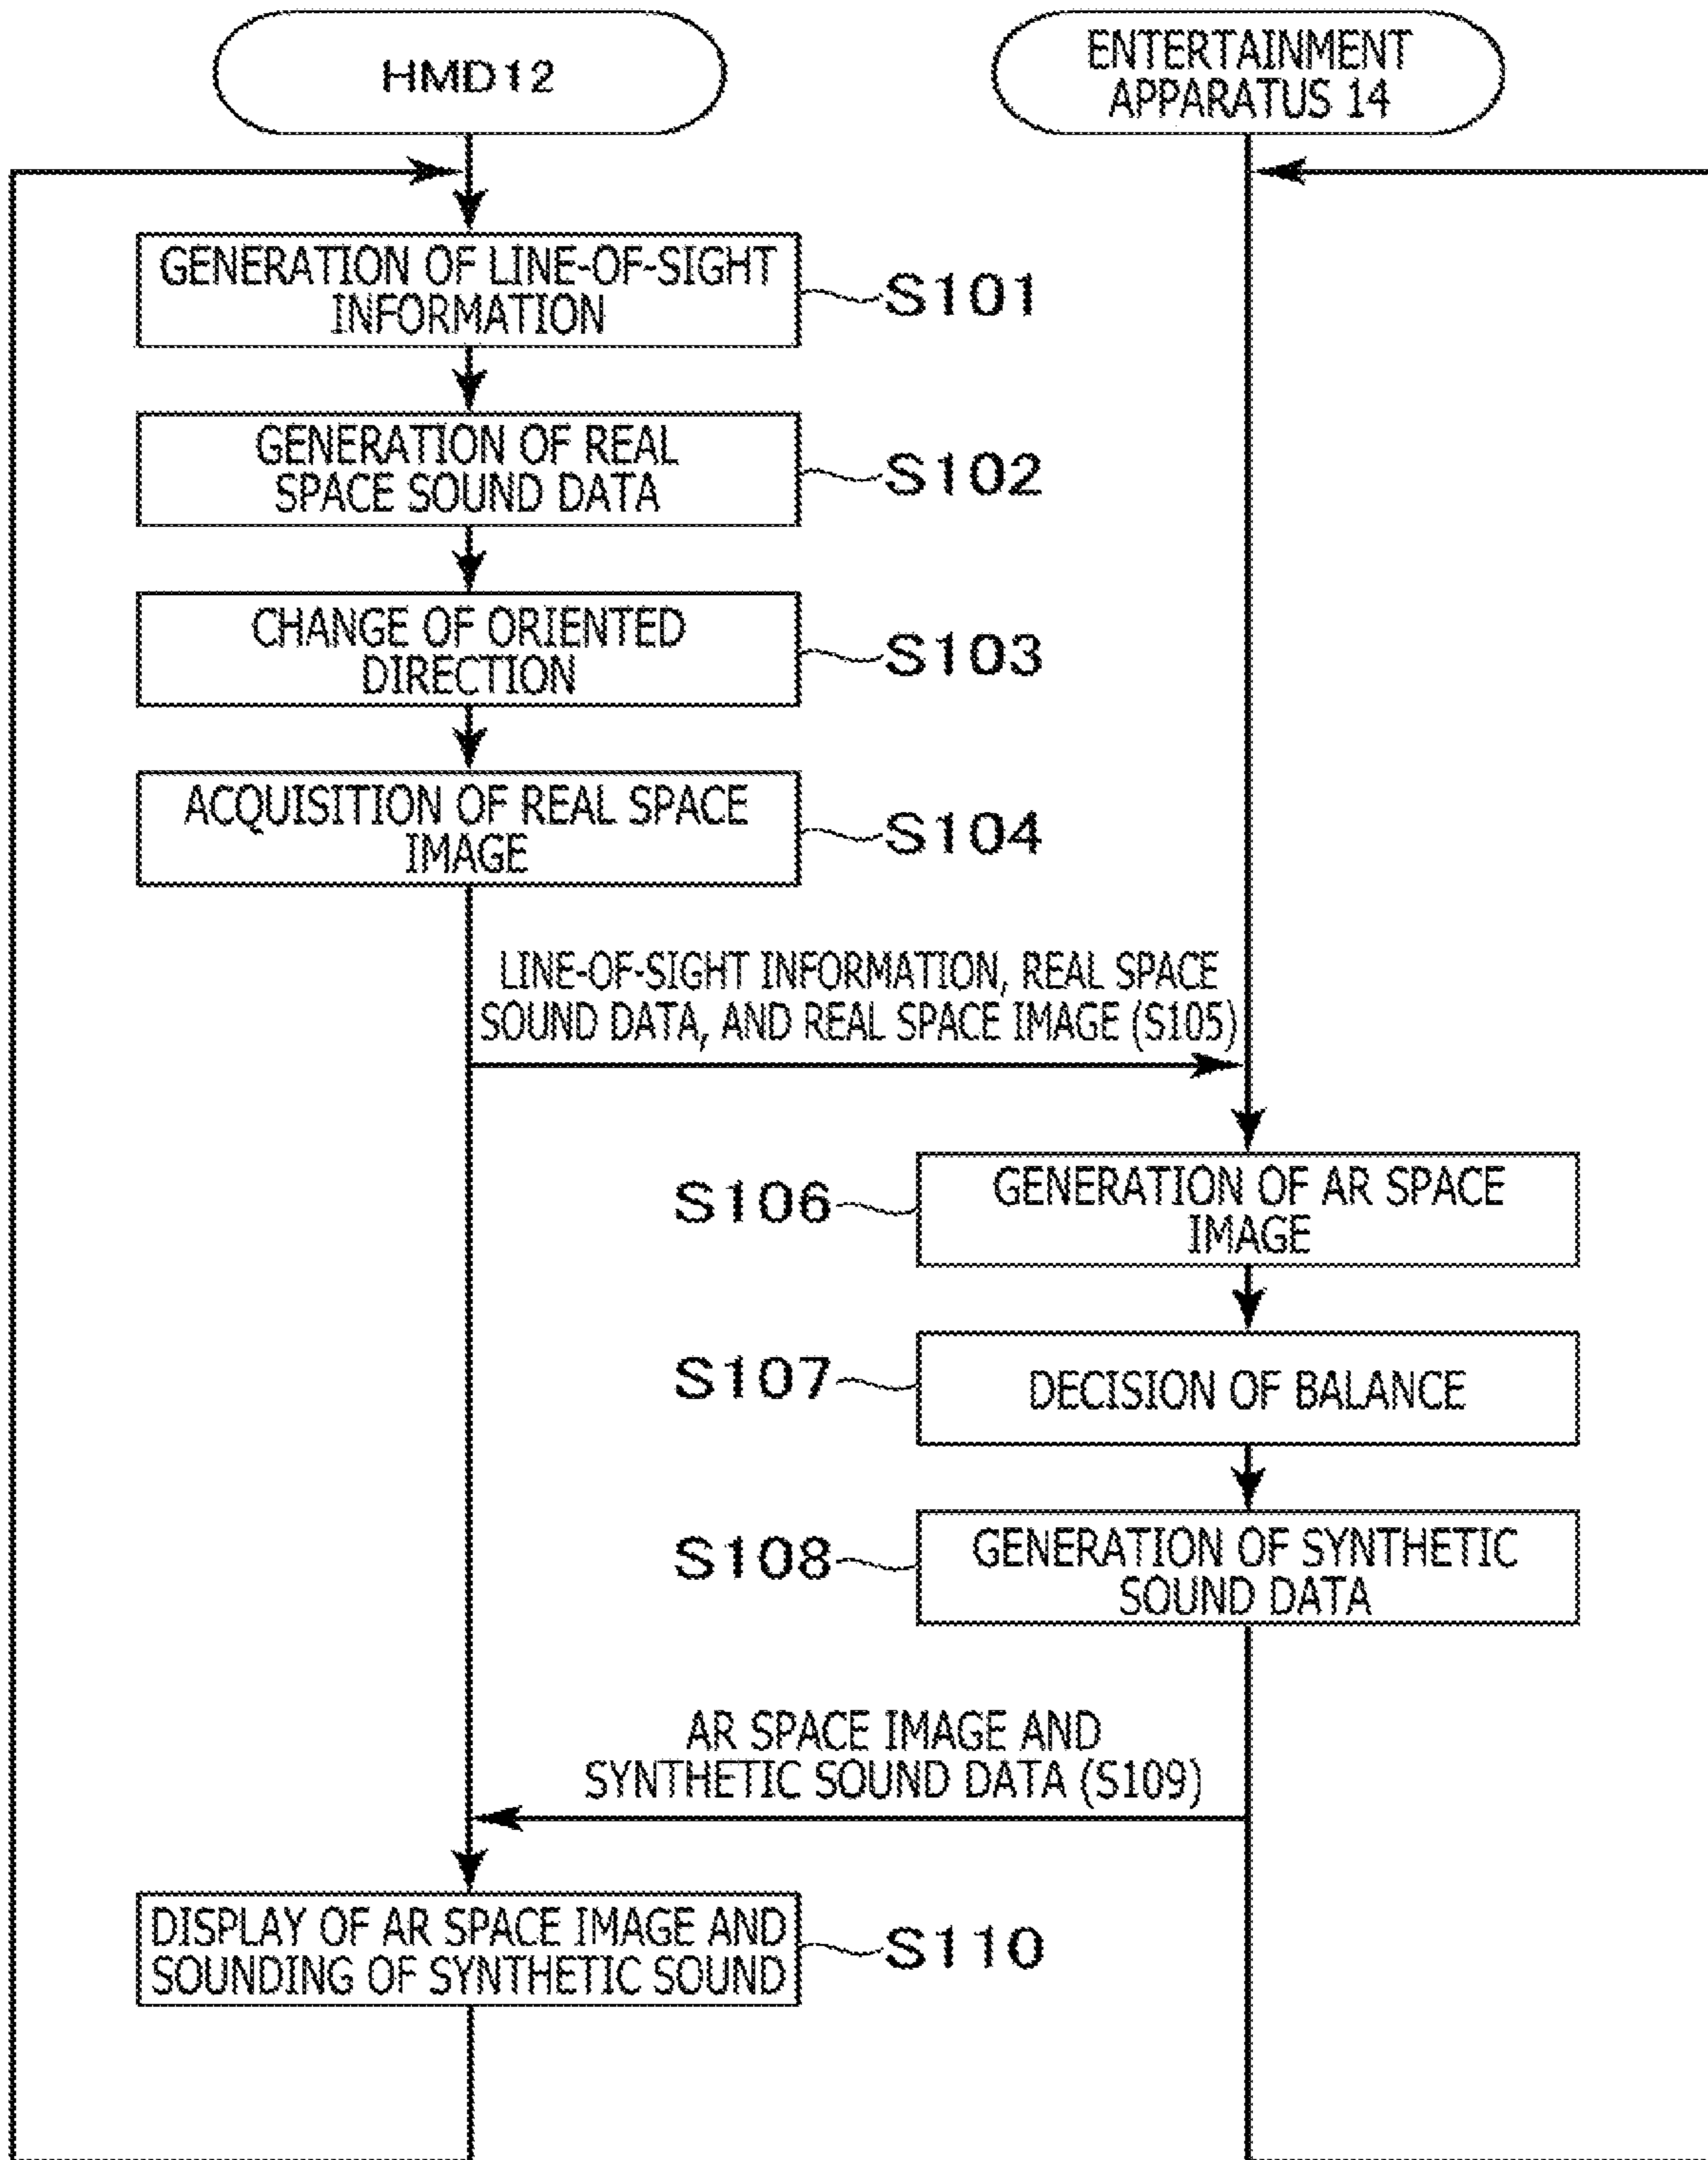 HMD12
ENTERTAINMENT
APPARATUS 14
GENERATION OF LINE-OF-SIGHT
INFORMATION
S101
GENERATION OF REAL
SPACE SOUND DATA
S102
CHANGE OF ORIENTED
DIRECTION
S103
ACQUISITION OF REAL SPACE
IMAGE
S104
LINE-OF-SIGHT INFORMATION, REAL SPACE
SOUND DATA, AND REAL SPACE IMAGE (S105)
S106
GENERATION OF AR SPACE
IMAGE
S107
DECISION OF BALANCE
S108
GENERATION OF SYNTHETIC
SOUND DATA
AR SPACE IMAGE AND
SYNTHETIC SOUND DATA (S109)
DISPLAY OF AR SPACE IMAGE AND
SOUNDING OF SYNTHETIC SOUND
S110